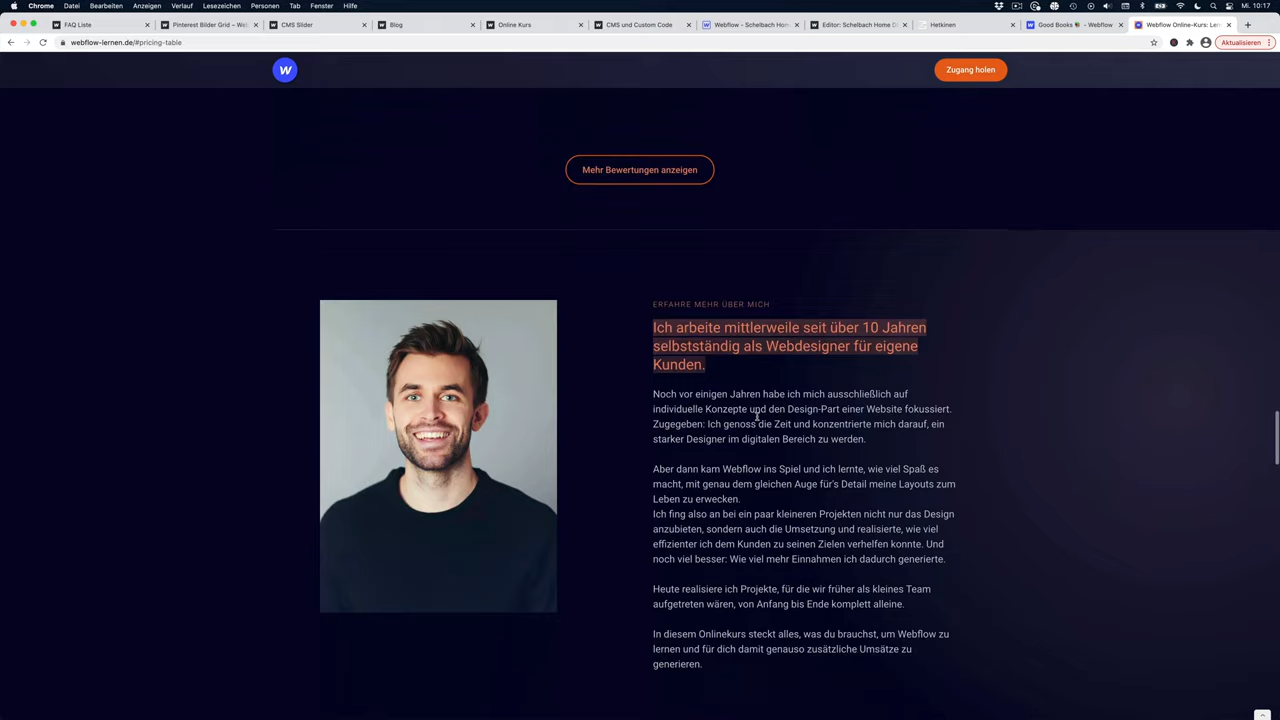 Chrome Datei Bearbeiten Anzeigen Verlauf Lesezeichen Personen Tab Fenster Hilfe Mi. 10:17
FAQ Liste Pinterest Bilder Grid – Web CMS Slider Blog Online Kurs CMS und Custom Code Webflow - Schelbach Hom Editor: Schelbach Home D Hetkinen Good Books - Webflow Webflow Online-Kurs: Ler
webflow-lernen.de/#pricing-table Aktualisieren
w Zugang holen
Mehr Bewertungen anzeigen
ERFAHRE MEHR ÜBER MICH
Ich arbeite mittlerweile seit über 10 Jahren
selbstständig als Webdesigner für eigene
Kunden.
Noch vor einigen Jahren habe ich mich ausschließlich auf
individuelle Konzepte und den Design-Part einer Website fokussiert.
Zugegeben: Ich genoss die Zeit und konzentrierte mich darauf, ein
starker Designer im digitalen Bereich zu werden.
Aber dann kam Webflow ins Spiel und ich lernte, wie viel Spaß es
macht, mit genau dem gleichen Auge für's Detail meine Layouts zum
Leben zu erwecken.
Ich fing also an bei ein paar kleineren Projekten nicht nur das Design
anzubieten, sondern auch die Umsetzung und realisierte, wie viel
effizienter ich dem Kunden zu seinen Zielen verhelfen konnte. Und
noch viel besser: Wie viel mehr Einnahmen ich dadurch generierte.
Heute realisiere ich Projekte, für die wir früher als kleines Team
aufgetreten wären, von Anfang bis Ende komplett alleine.
In diesem Onlinekurs steckt alles, was du brauchst, um Webflow zu
lernen und für dich damit genauso zusätzliche Umsätze zu
generieren.